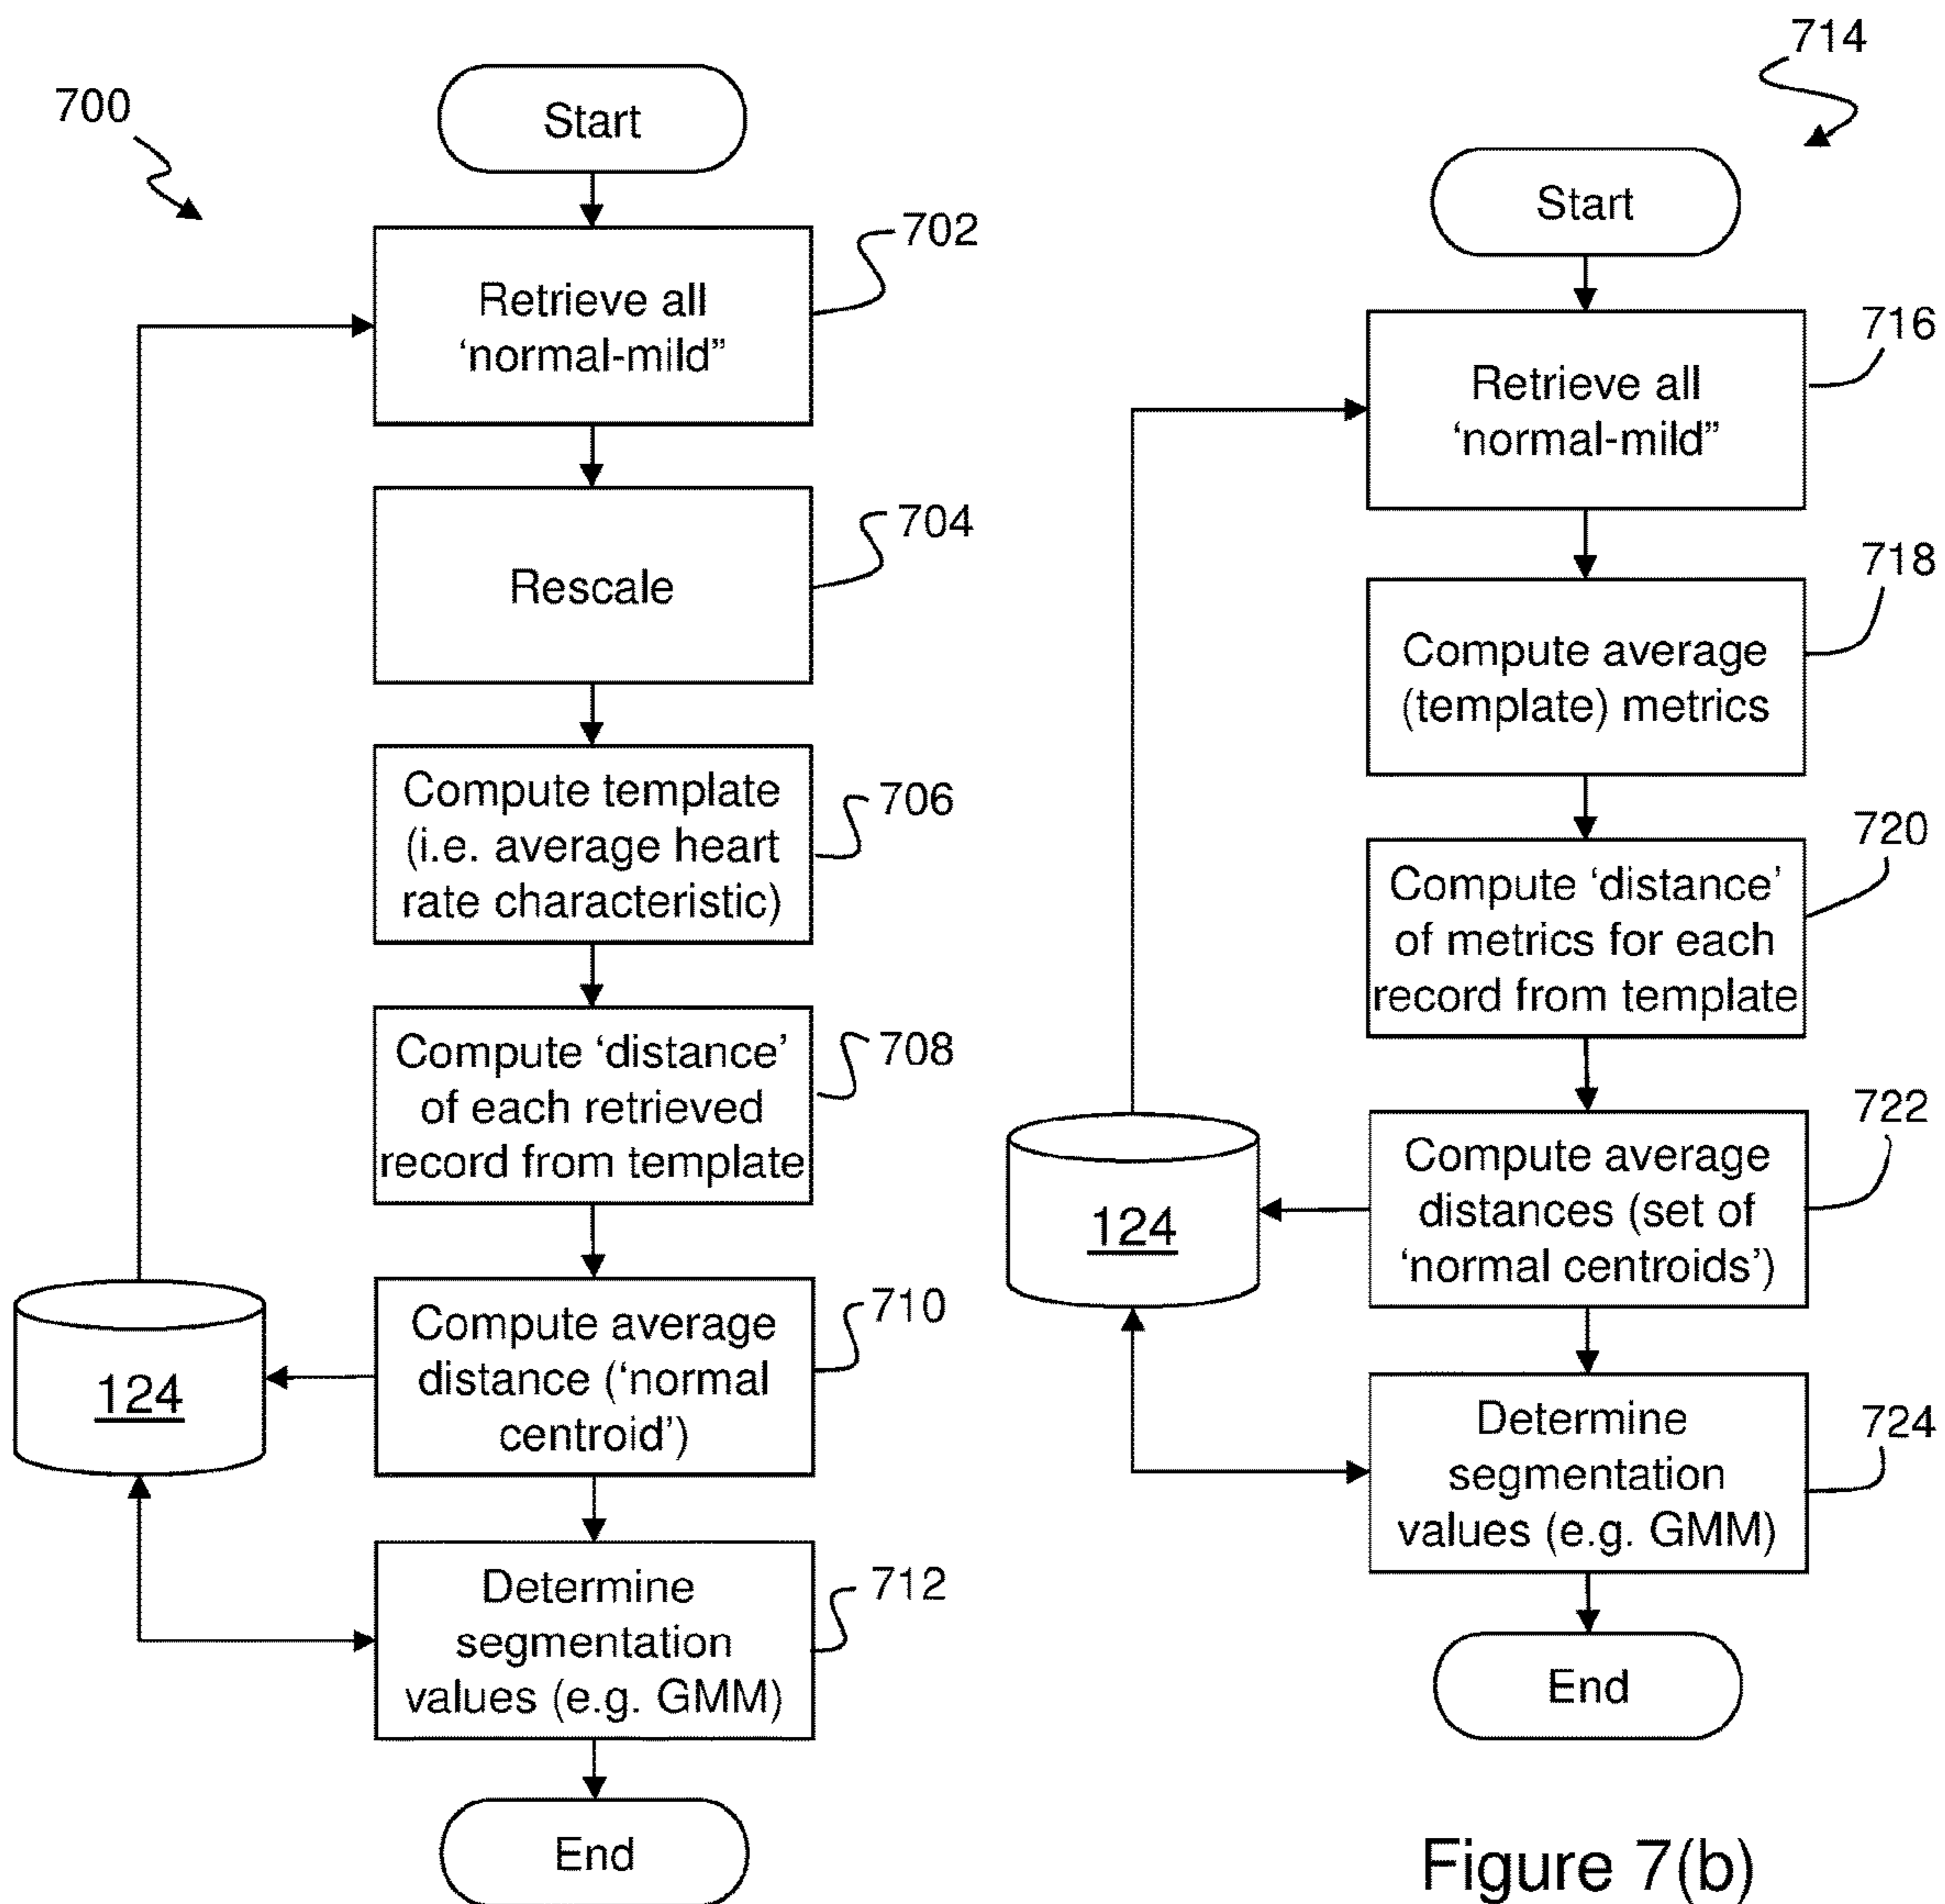 700
Start
702
Retrieve all
‘normal-mild”
704
Rescale
706
Compute template
(i.e. average heart
rate characteristic)
708
Compute ‘distance’
of each retrieved
record from template
710
Compute average
distance (‘normal
centroid’)
124
712
Determine
segmentation
values (e.g. GMM)
End
714
Start
716
Retrieve all
‘normal-mild”
718
Compute average
(template) metrics
720
Compute ‘distance’
of metrics for each
record from template
722
Compute average
distances (set of
‘normal centroids’)
124
724
Determine
segmentation
values (e.g. GMM)
End
Figure 7(b)